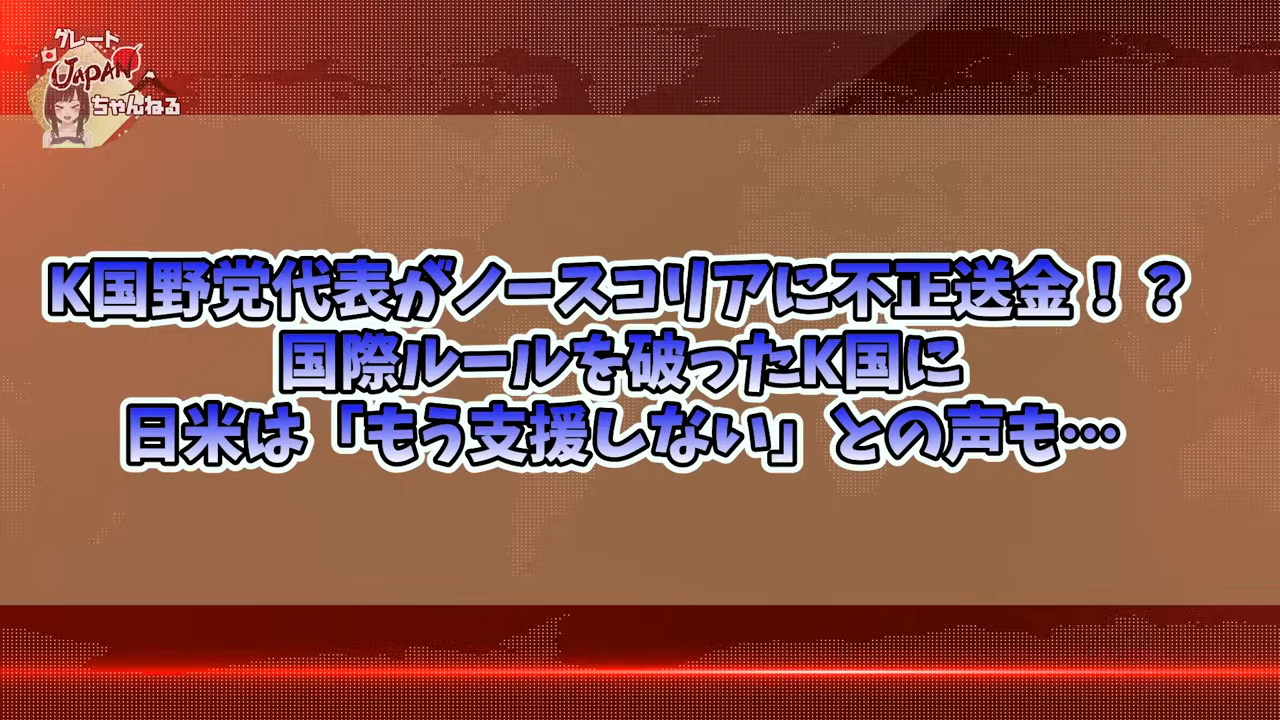 グレート
JAPAN
ちゃんねる
K国野党代表がノースコリアに不正送金！？
国際ルールを破ったK国に
日米は「もう支援しない」との声も…